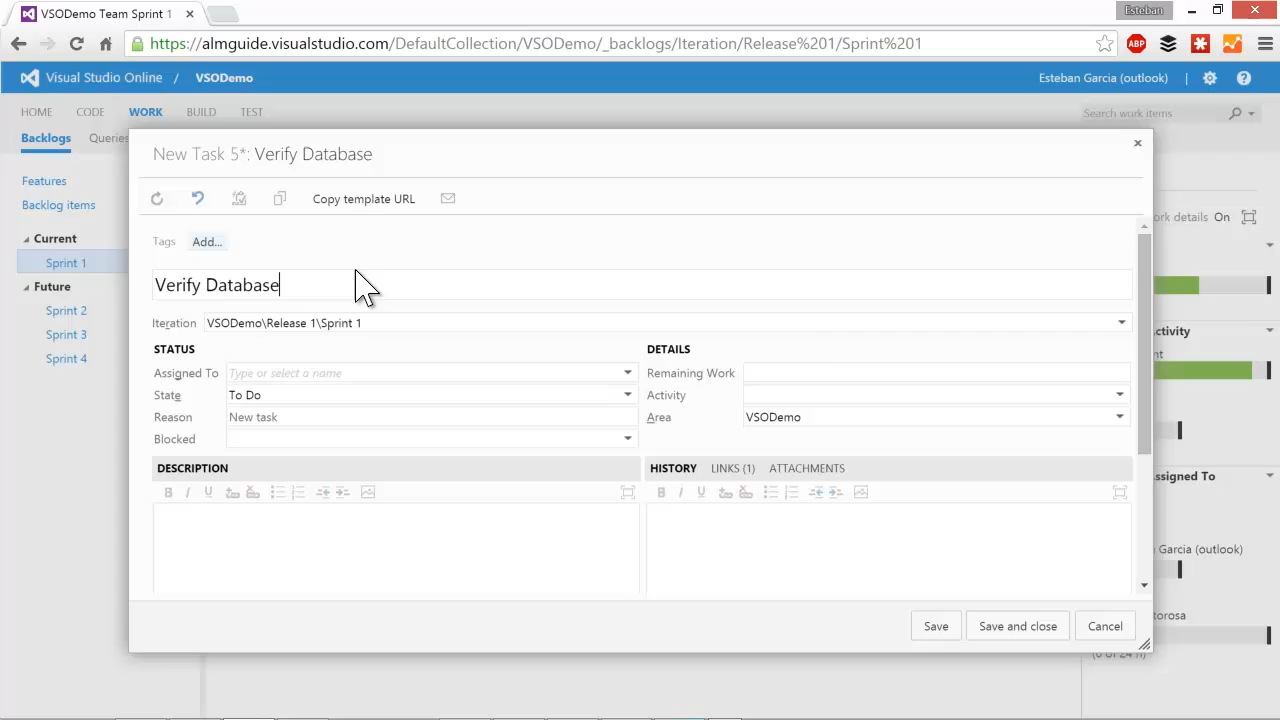 VSODemo Team Sprint 1
Esteban
https://almguide.visualstudio.com/DefaultCollection/VSODemo/_backlogs/Iteration/Release%201/Sprint%201
ABP
Visual Studio Online / VSODemo
Esteban Garcia (outlook)
HOME CODE WORK BUILD TEST
Search work items
Backlogs Queries
New Task 5*: Verify Database
Features
Backlog items
Current
Sprint 1
Future
Sprint 2
Sprint 3
Sprint 4
Copy template URL
Tags Add...
Verify Database
Iteration VSODemo\Release 1\Sprint 1
STATUS
Assigned To Type or select a name
State To Do
Reason New task
Blocked
DETAILS
Remaining Work
Activity
Area VSODemo
DESCRIPTION
HISTORY LINKS (1) ATTACHMENTS
Save Save and close Cancel
ork details On
ctivity
nt
ssigned To
Garcia (outlook)
torosa